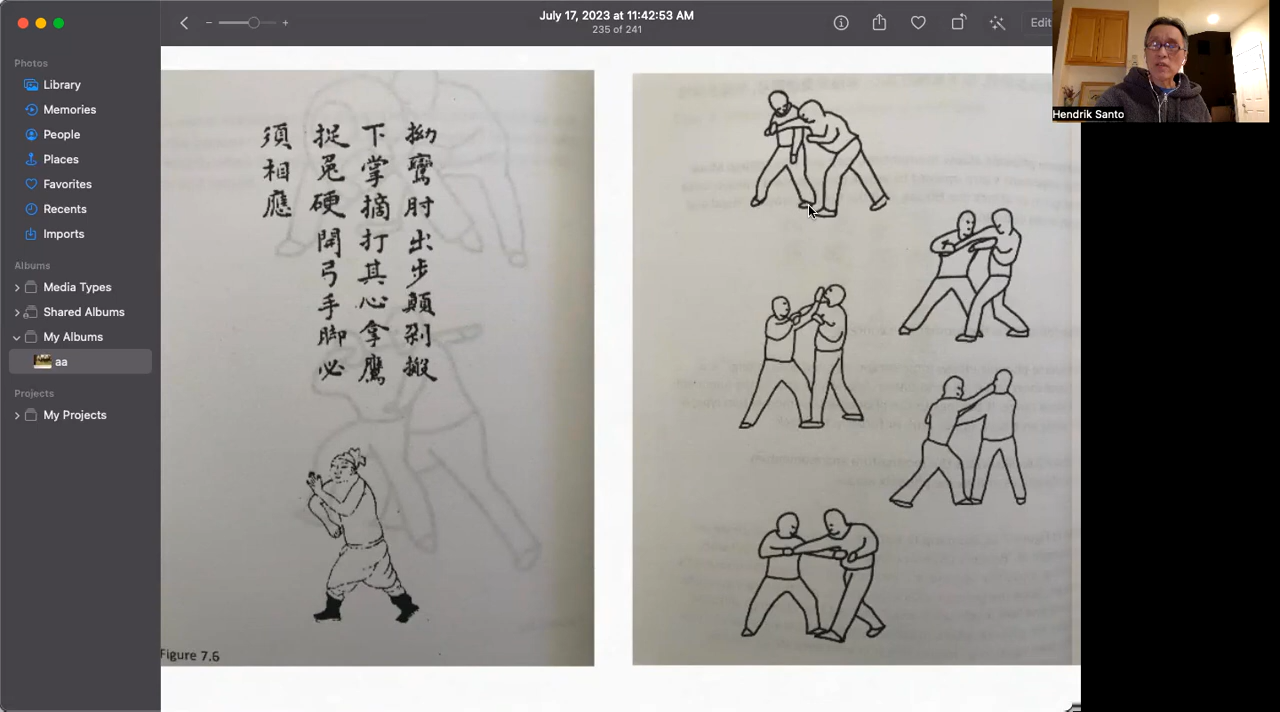 July 17, 2023 at 11:42:53 AM
235 of 241
Edit
Photos
Library
Memories
People
Places
Favorites
Recents
Imports
Albums
Media Types
Shared Albums
My Albums
aa
Projects
My Projects
拗鸞肘出步顛剁搬
下掌摘打其心拿鷹
捉兔硬開弓手脚必
須相應
Figure 7.6
Hendrik Santo